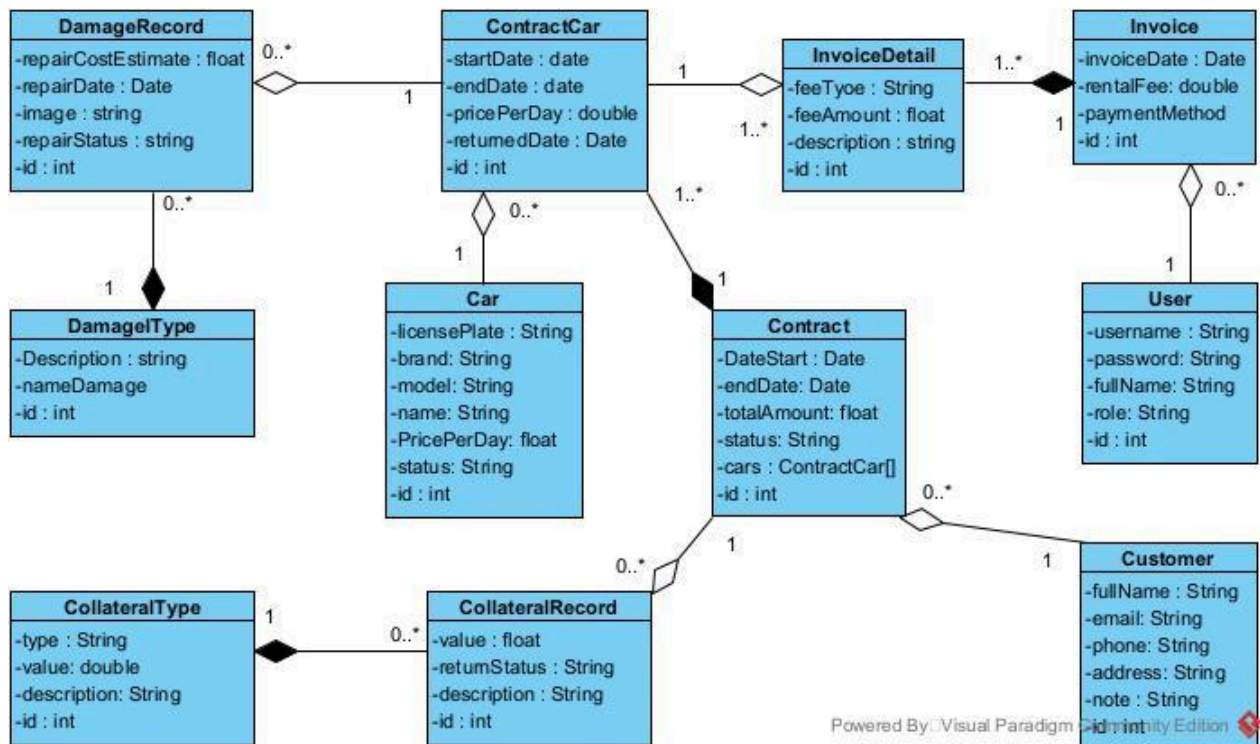 DamageRecord
-repairCostEstimate : float
-repairDate : Date
-image : string
-repairStatus : string
-id : int
0..*
1
ContractCar
-startDate : date
-endDate : date
-pricePerDay : double
-returnedDate : Date
-id : int
1
1..*
InvoiceDetail
-feeTyoe : String
-feeAmount : float
-description : string
-id : int
1..*
1
Invoice
-invoiceDate : Date
-rentalFee: double
-paymentMethod
-id : int
0..*
1
0..*
1
DamagelType
-Description : string
-nameDamage
-id : int
0..*
1
Car
-licensePlate : String
-brand: String
-model: String
-name: String
-PricePerDay: float
-status: String
-id : int
1..*
1
Contract
-DateStart : Date
-endDate: Date
-totalAmount: float
-status: String
-cars : ContractCar[]
-id : int
User
-username : String
-password: String
-fullName: String
-role: String
-id : int
0..*
1
0..*
1
CollateralType
-type : String
-value: double
-description: String
-id : int
1
0..*
CollateralRecord
-value : float
-returnStatus : String
-description : String
-id : int
Customer
-fullName : String
-email: String
-phone: String
-address: String
-note : String
-id : int
Powered By Visual Paradigm Community Edition